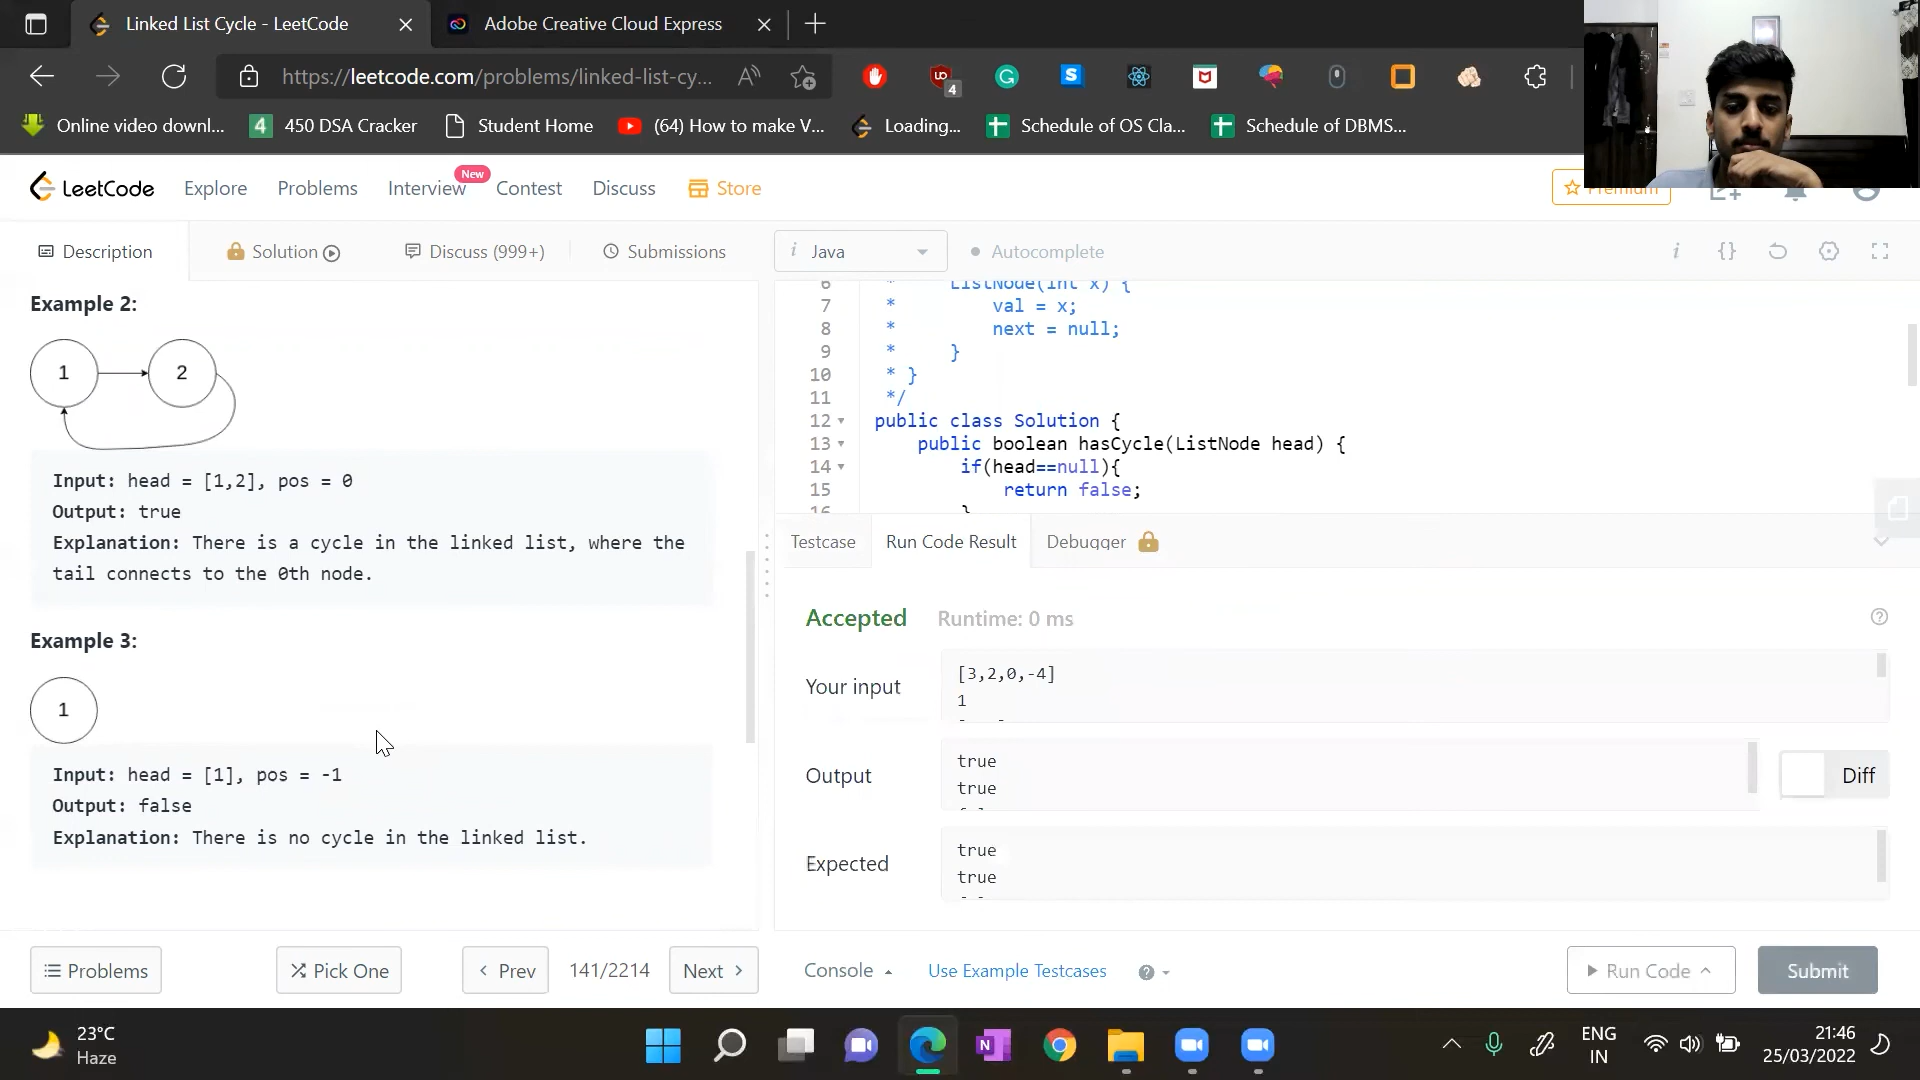 Linked List Cycle - LeetCode
Adobe Creative Cloud Express
https://leetcode.com/problems/linked-list-cy...
4
Online video downl...
4 450 DSA Cracker
Student Home
(64) How to make V...
Loading...
Schedule of OS Cla...
Schedule of DBMS...
LeetCode
Explore
Problems
Interview
New
Contest
Discuss
Store
Premium
Description
Solution
Discuss (999+)
Submissions
i Java
Autocomplete
Example 2:
1
2
Input: head = [1,2], pos = 0
Output: true
Explanation: There is a cycle in the linked list, where the
tail connects to the 0th node.
Example 3:
1
Input: head = [1], pos = -1
Output: false
Explanation: There is no cycle in the linked list.
6 * ListNode(int x) {
7 * val = x;
8 * next = null;
9 * }
10 * }
11 */
12 public class Solution {
13 public boolean hasCycle(ListNode head) {
14 if(head==null){
15 return false;
16 }
Testcase
Run Code Result
Debugger
Accepted
Runtime: 0 ms
Your input
[3,2,0,-4]
1
Output
true
true
Diff
Expected
true
true
Problems
Pick One
Prev
141/2214
Next
Console
Use Example Testcases
Run Code
Submit
23°C
Haze
ENG
IN
21:46
25/03/2022